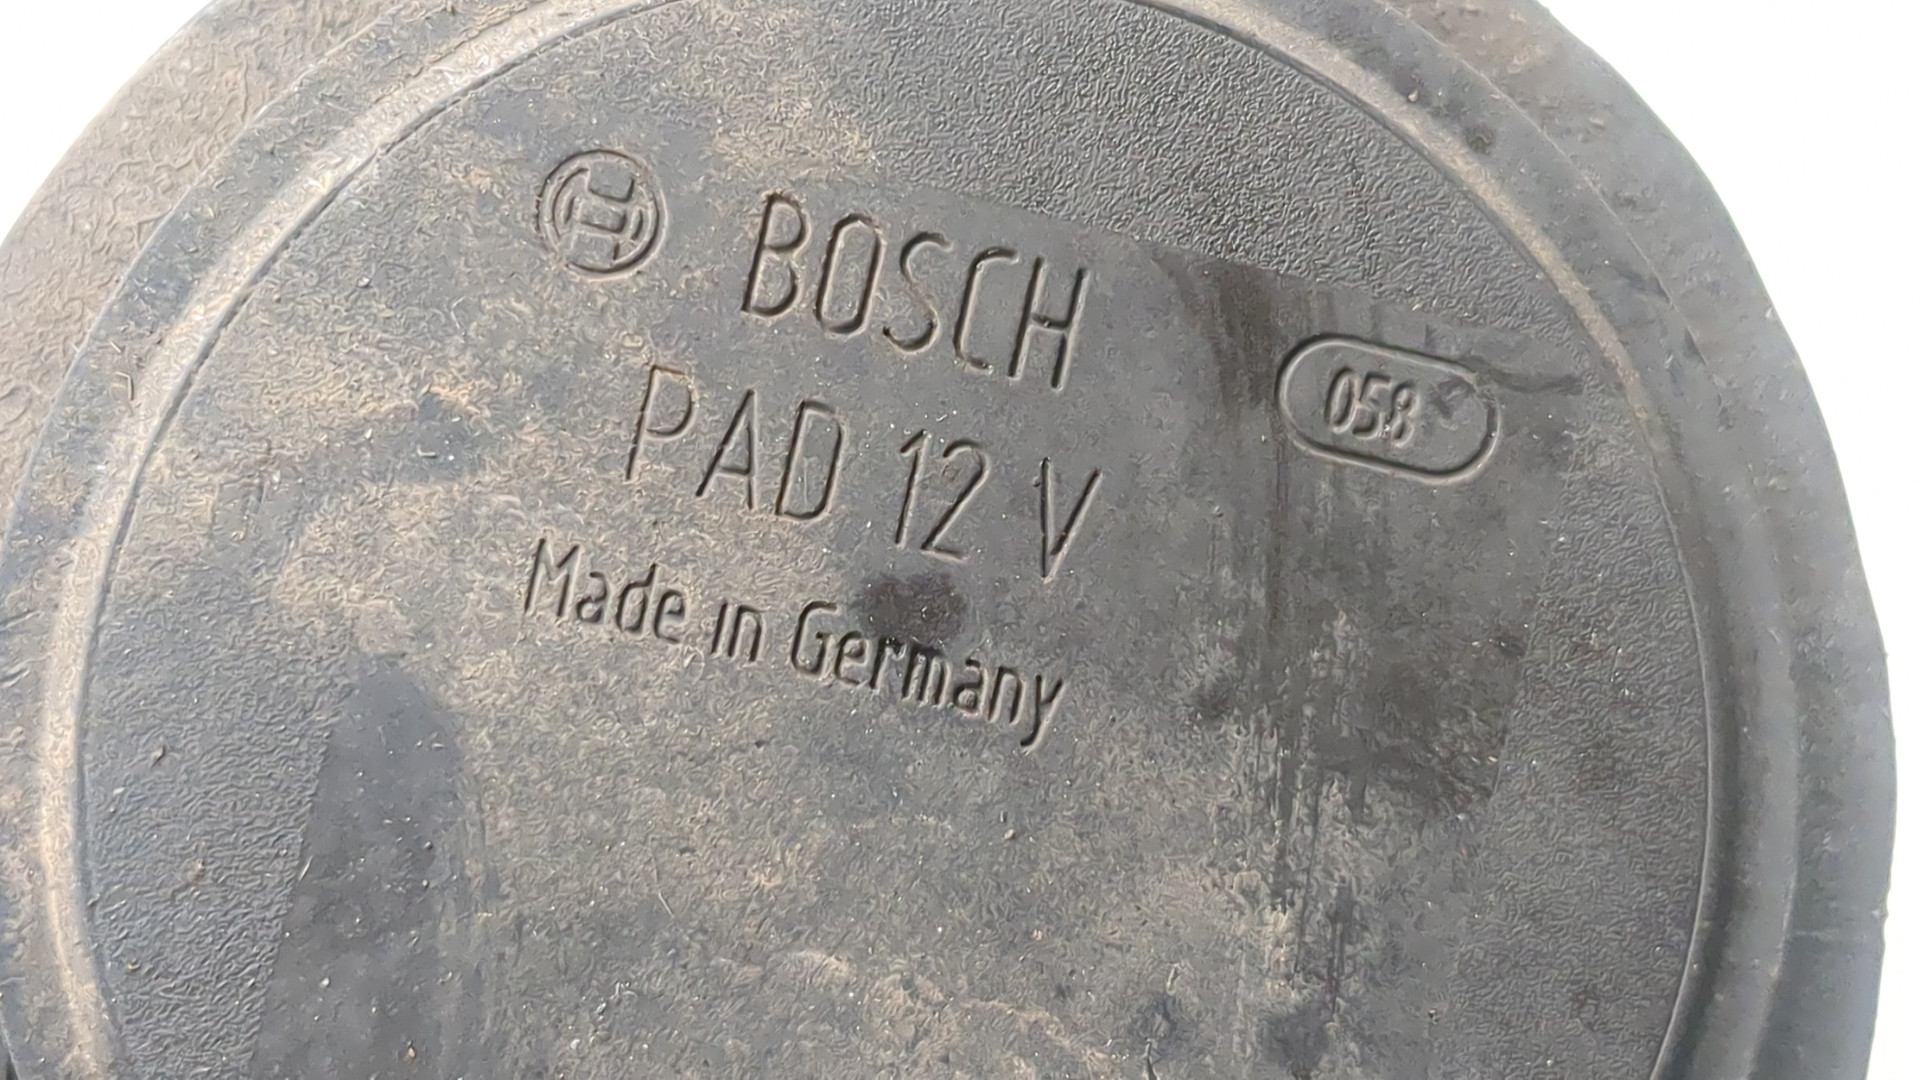 BOSCH
PAD 12 V
Made in Germany
058